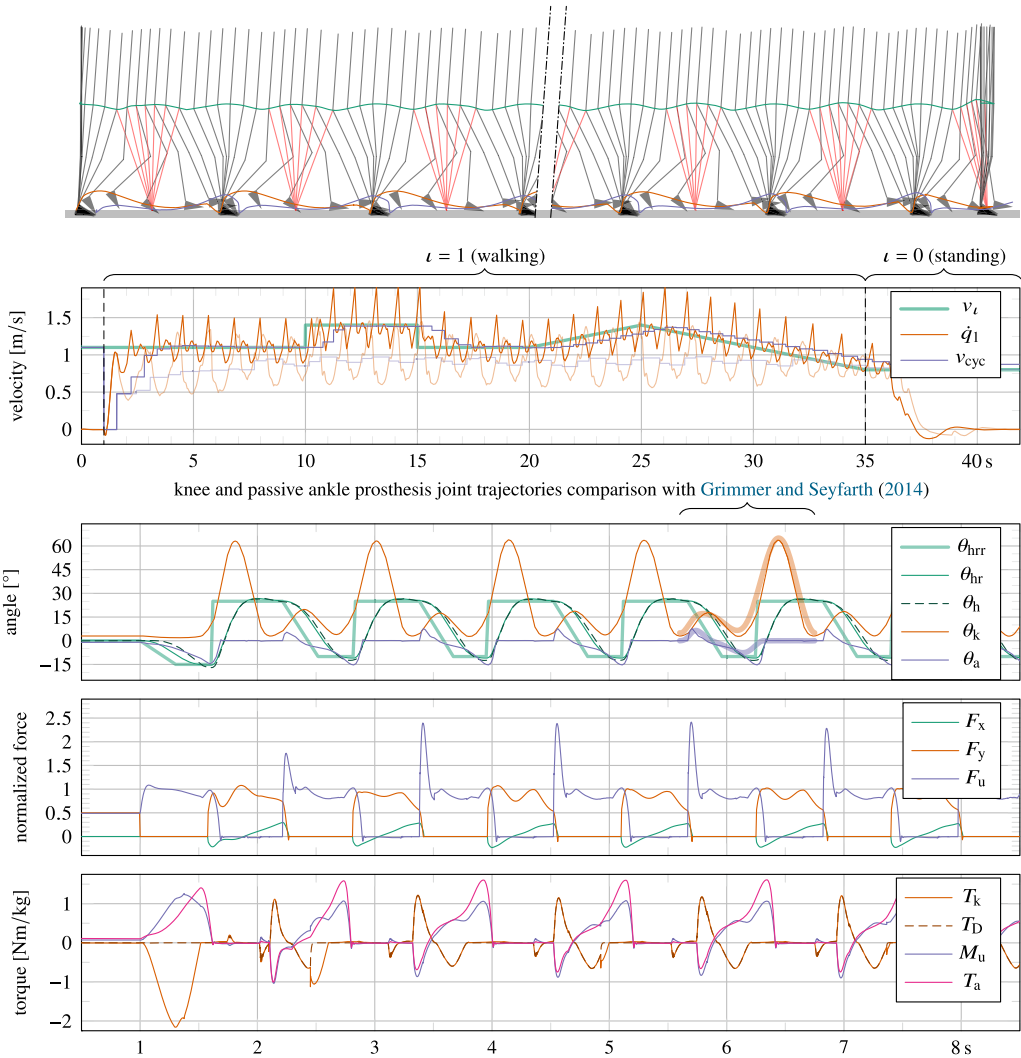 ι = 1 (walking)
ι = 0 (standing)
velocity [m/s]
1.5
1
0.5
0
v_ι
q̇_1
v_cyc
0
5
10
15
20
25
30
35
40 s
knee and passive ankle prosthesis joint trajectories comparison with Grimmer and Seyfarth (2014)
angle [°]
60
45
30
15
0
−15
θ_hrr
θ_hr
θ_h
θ_k
θ_a
normalized force
2.5
2
1
0.5
0
F_x
F_y
F_u
torque [Nm/kg]
1
0
−1
−2
T_k
T_D
M_u
T_a
1
2
3
4
5
6
7
8 s